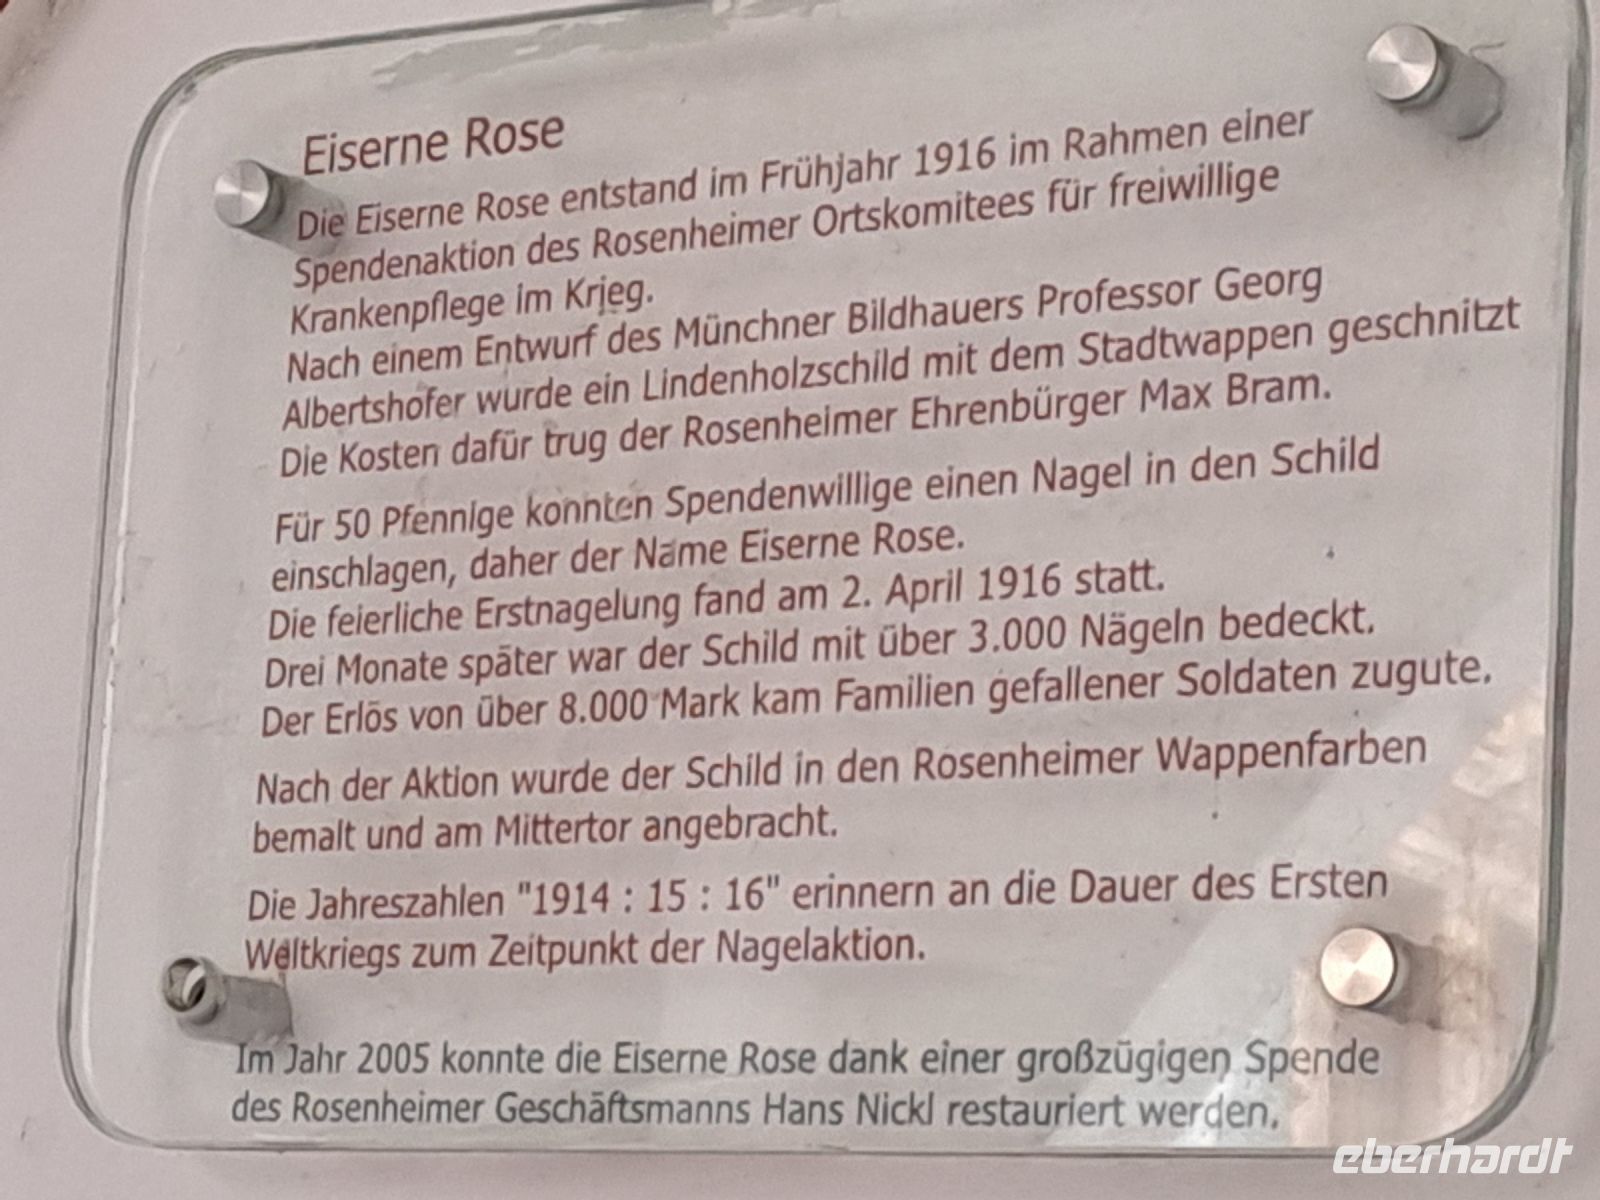 Eiserne Rose
Die Eiserne Rose entstand im Frühjahr 1916 im Rahmen einer
Spendenaktion des Rosenheimer Ortskomitees für freiwillige
Krankenpflege im Krieg.
Nach einem Entwurf des Münchner Bildhauers Professor Georg
Albertshofer wurde ein Lindenholzschild mit dem Stadtwappen geschnitzt
Die Kosten dafür trug der Rosenheimer Ehrenbürger Max Bram.
Für 50 Pfennige konnten Spendenwillige einen Nagel in den Schild
einschlagen, daher der Name Eiserne Rose.
Die feierliche Erstnagelung fand am 2. April 1916 statt.
Drei Monate später war der Schild mit über 3.000 Nägeln bedeckt.
Der Erlös von über 8.000 Mark kam Familien gefallener Soldaten zugute.
Nach der Aktion wurde der Schild in den Rosenheimer Wappenfarben
bemalt und am Mittertor angebracht.
Die Jahreszahlen "1914 : 15 : 16" erinnern an die Dauer des Ersten
Weltkriegs zum Zeitpunkt der Nagelaktion.
Im Jahr 2005 konnte die Eiserne Rose dank einer großzügigen Spende
des Rosenheimer Geschäftsmanns Hans Nickl restauriert werden.
eberhardt